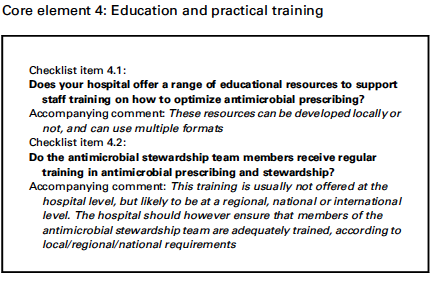 Core element 4: Education and practical training
Checklist item 4.1:
Does your hospital offer a range of educational resources to support
staff training on how to optimize antimicrobial prescribing?
Accompanying comment: These resources can be developed locally or
not, and can use multiple formats
Checklist item 4.2:
Do the antimicrobial stewardship team members receive regular
training in antimicrobial prescribing and stewardship?
Accompanying comment: This training is usually not offered at the
hospital level, but likely to be at a regional, national or international
level. The hospital should however ensure that members of the
antimicrobial stewardship team are adequately trained, according to
local/regional/national requirements